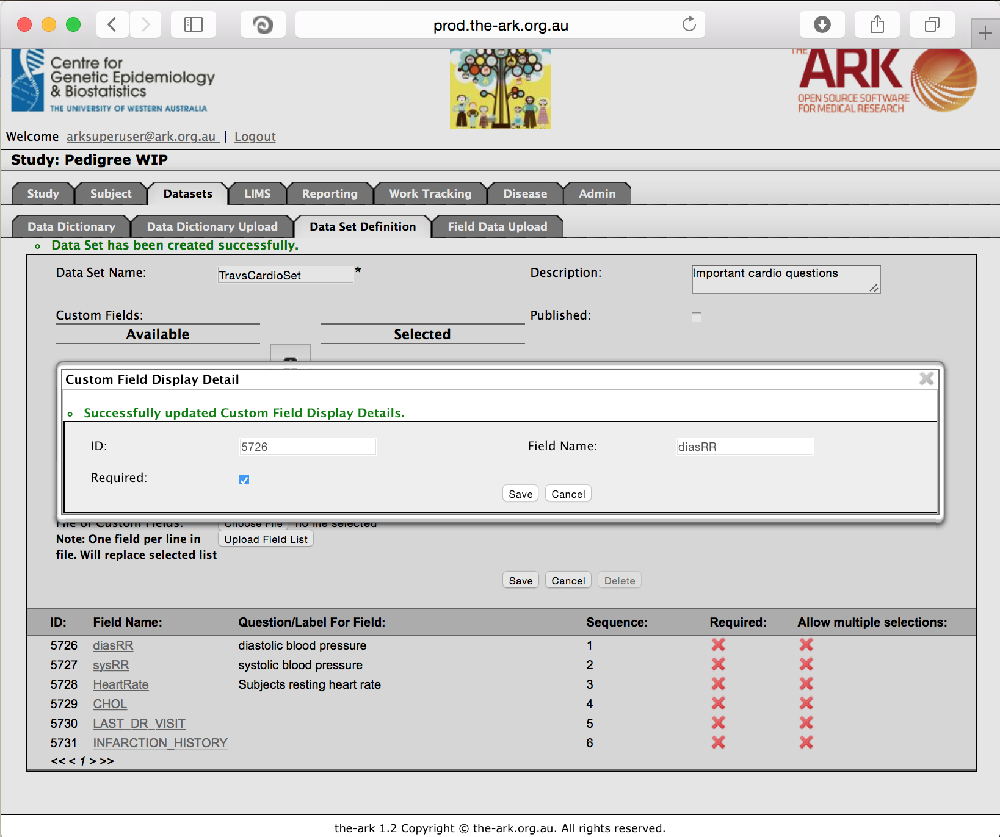 prod.the-ark.org.au
Centre for
Genetic Epidemiology
& Biostatistics
THE UNIVERSITY OF WESTERN AUSTRALIA
THE
ARK
OPEN SOURCE SOFTWARE
FOR MEDICAL RESEARCH
Welcome arksuperuser@ark.org.au | Logout
Study: Pedigree WIP
Study Subject Datasets LIMS Reporting Work Tracking Disease Admin
Data Dictionary Data Dictionary Upload Data Set Definition Field Data Upload
Data Set has been created successfully.
Data Set Name: TravsCardioSet * Description: Important cardio questions
Custom Fields: Published:
Available Selected
Custom Field Display Detail
Successfully updated Custom Field Display Details.
ID: 5726 Field Name: diasRR
Required:
Save Cancel
File of Custom Fields: Choose File no file selected
Note: One field per line in Upload Field List
file. Will replace selected list
Save Cancel Delete
ID: Field Name: Question/Label For Field: Sequence: Required: Allow multiple selections:
5726 diasRR diastolic blood pressure 1
5727 sysRR systolic blood pressure 2
5728 HeartRate Subjects resting heart rate 3
5729 CHOL 4
5730 LAST_DR_VISIT 5
5731 INFARCTION_HISTORY 6
<< < 1 > >>
the-ark 1.2 Copyright © the-ark.org.au. All rights reserved.